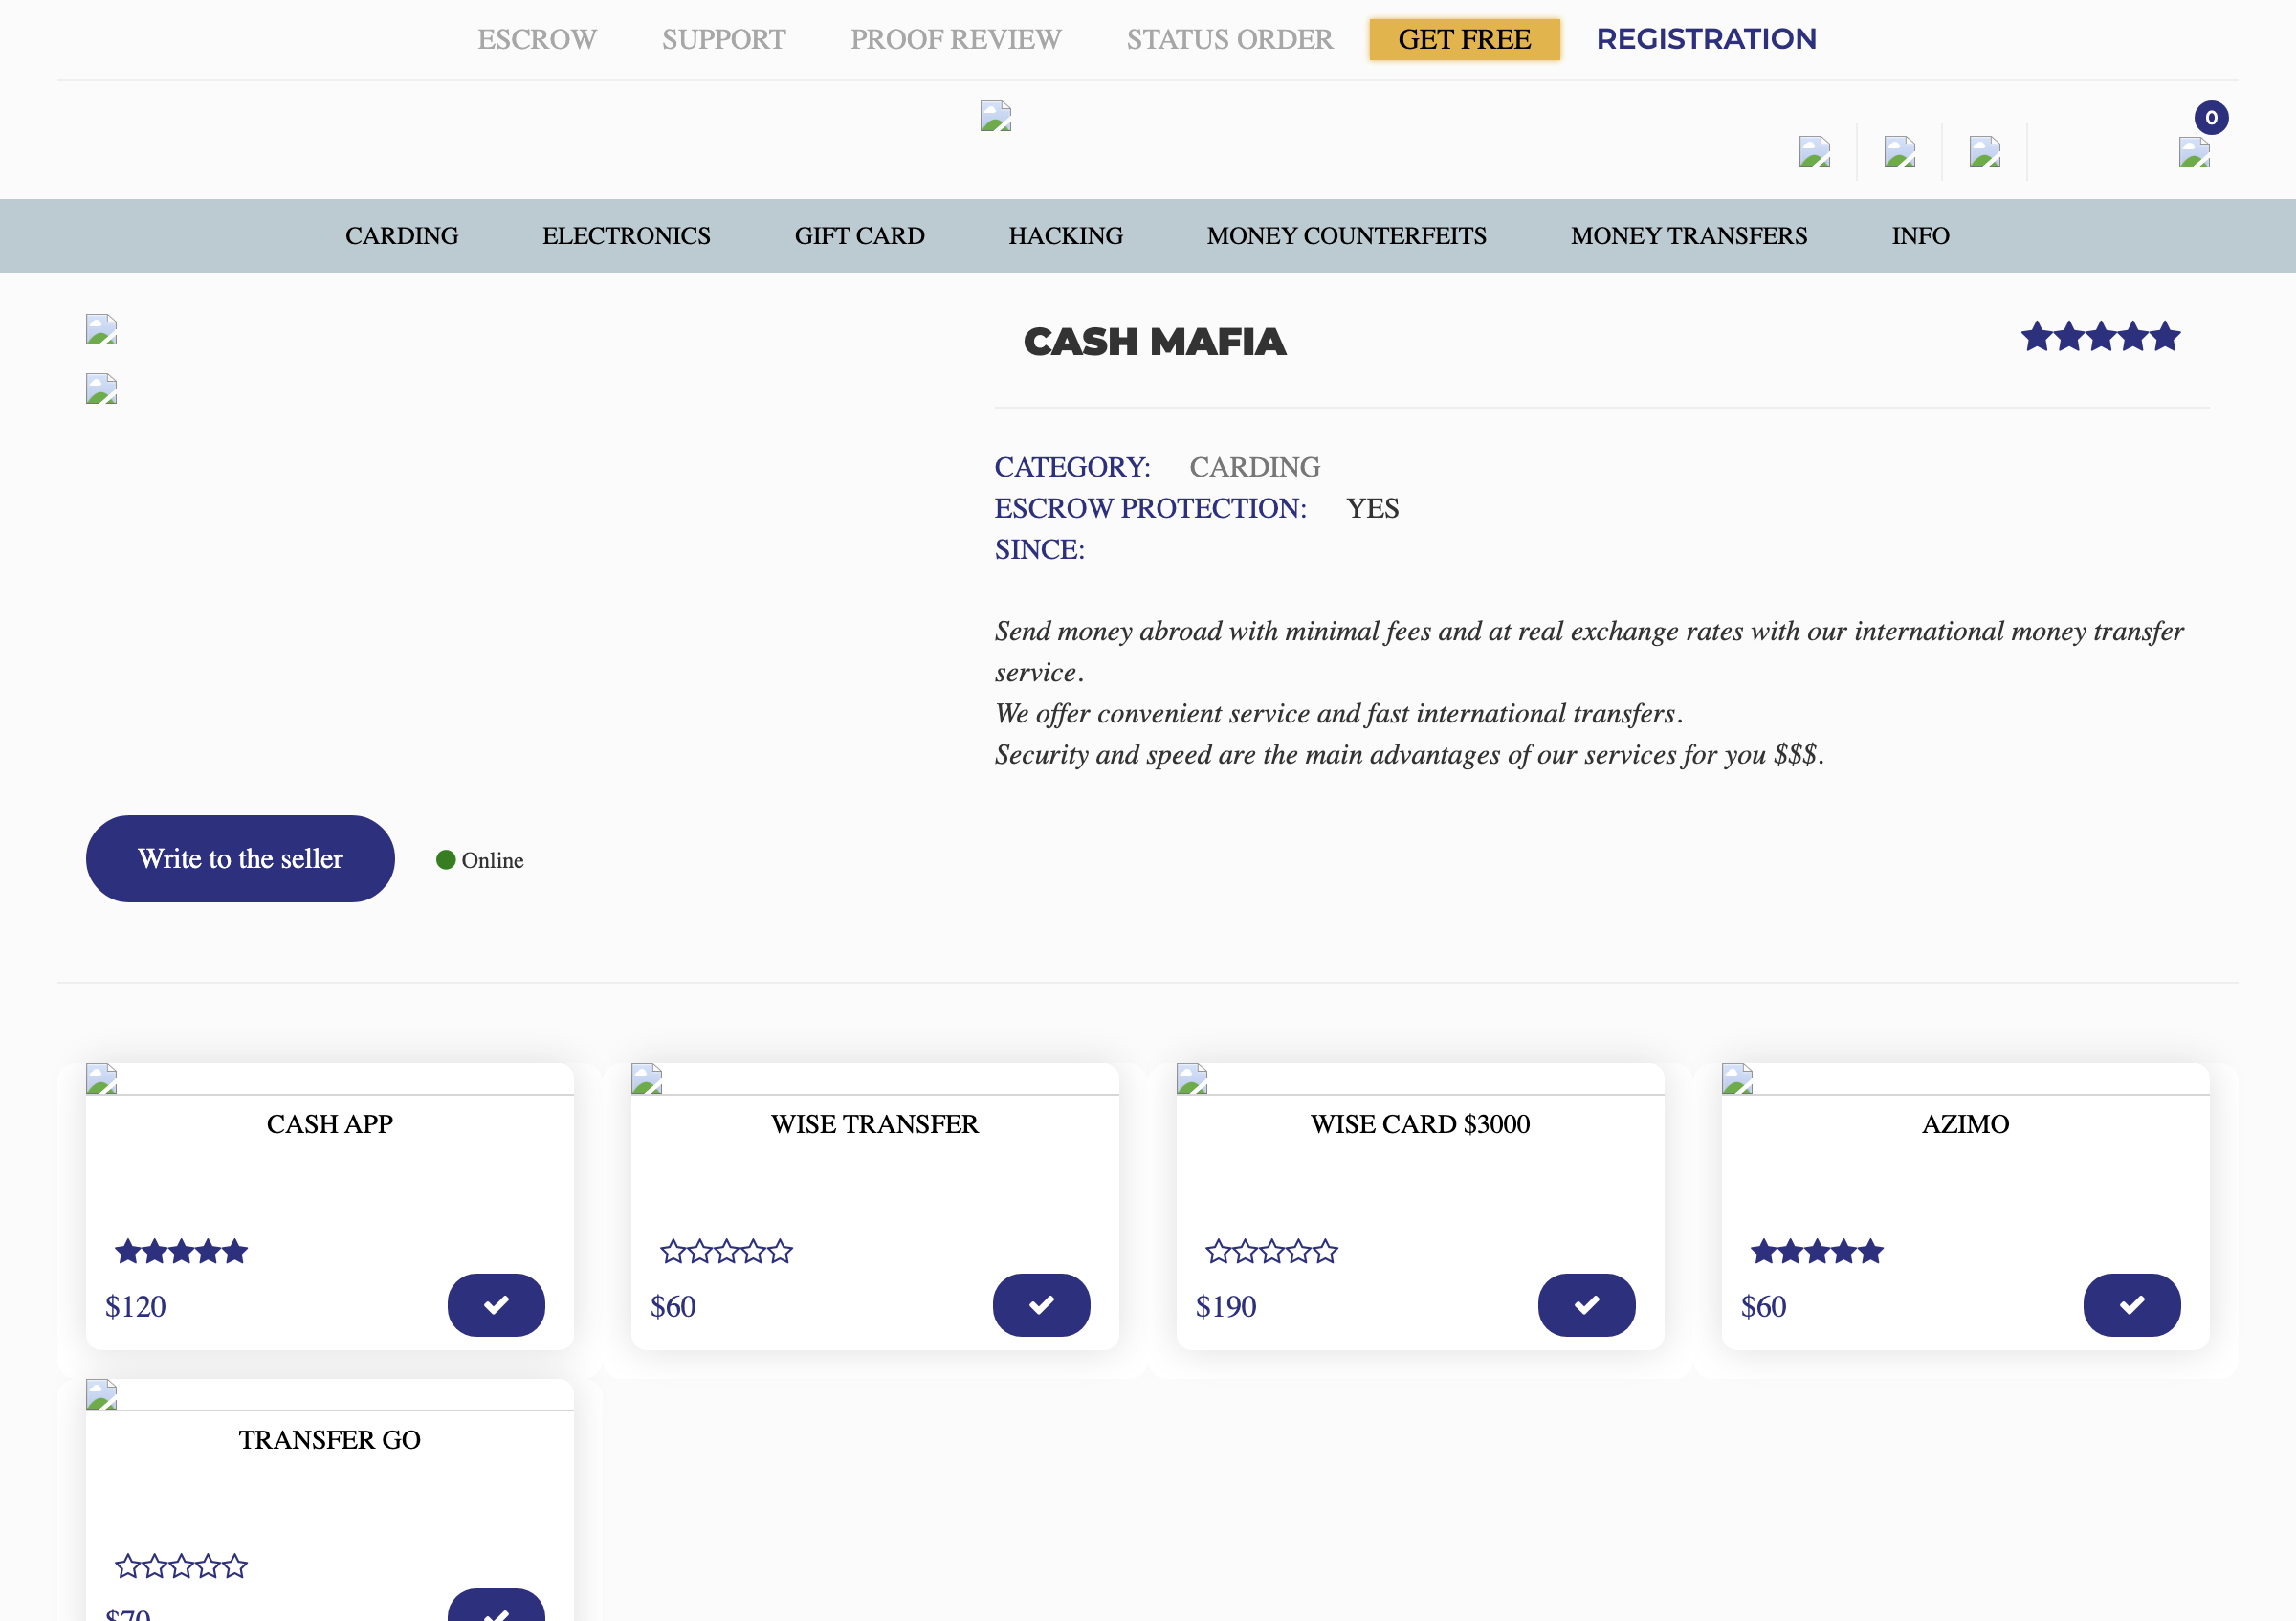 ESCROW SUPPORT PROOF REVIEW STATUS ORDER GET FREE REGISTRATION
0
CARDING ELECTRONICS GIFT CARD HACKING MONEY COUNTERFEITS MONEY TRANSFERS INFO
CASH MAFIA
CATEGORY: CARDING
ESCROW PROTECTION: YES
SINCE:
Send money abroad with minimal fees and at real exchange rates with our international money transfer
service.
We offer convenient service and fast international transfers.
Security and speed are the main advantages of our services for you $$$.
Write to the seller Online
CASH APP WISE TRANSFER WISE CARD $3000 AZIMO
$120 $60 $190 $60
TRANSFER GO
$70